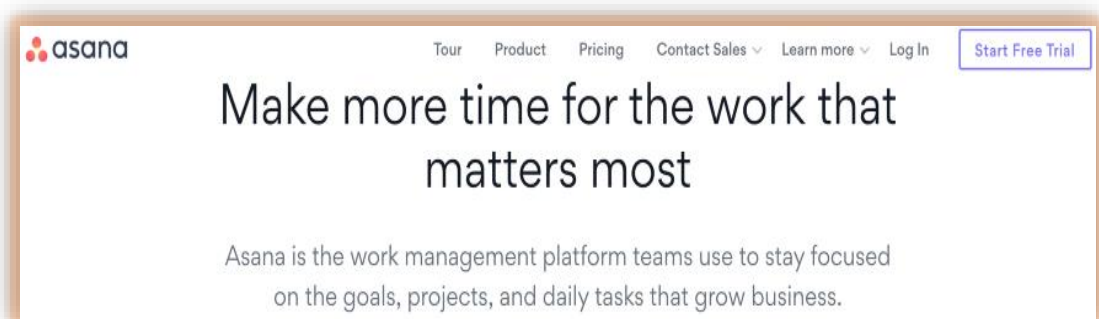 asana Tour Product Pricing Contact Sales Learn more Log In Start Free Trial
Make more time for the work that
matters most
Asana is the work management platform teams use to stay focused
on the goals, projects, and daily tasks that grow business.